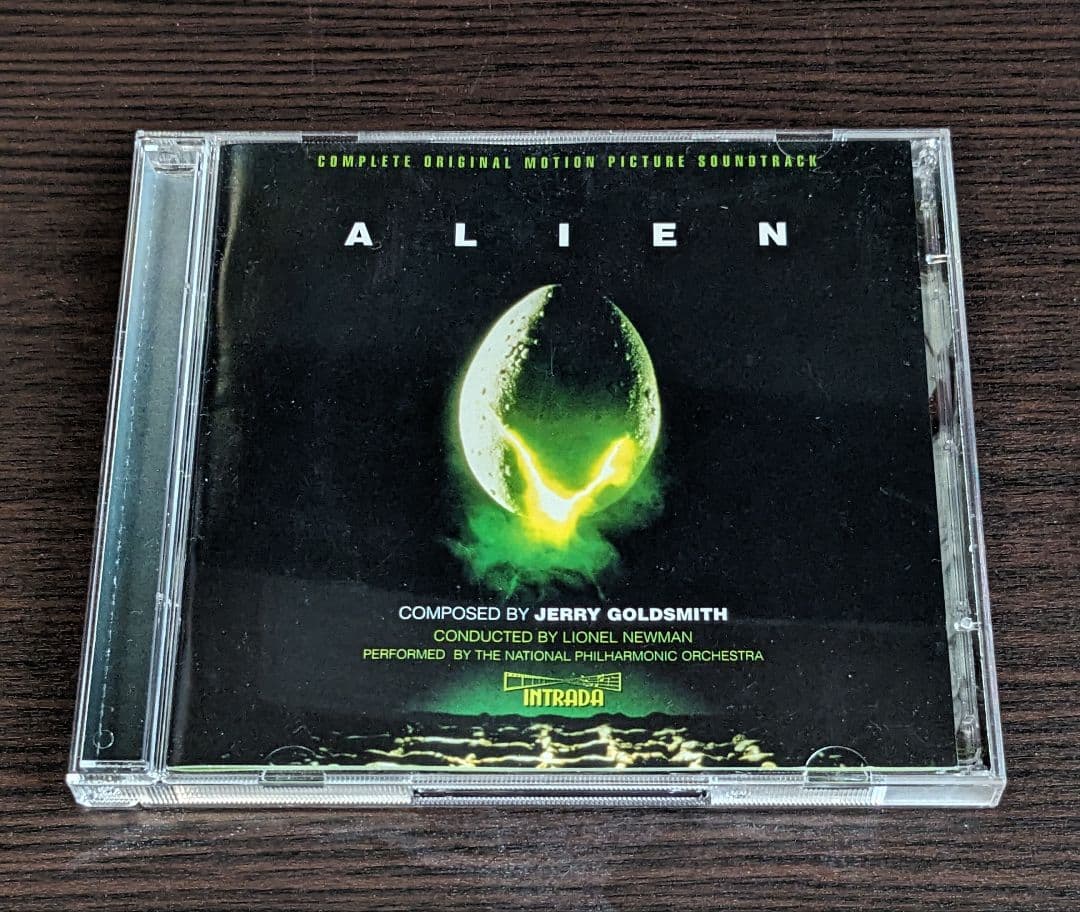 COMPLETE ORIGINAL MOTION PICTURE SOUNDTRACK
ALIEN
COMPOSED BY JERRY GOLDSMITH
CONDUCTED BY LIONEL NEWMAN
PERFORMED BY THE NATIONAL PHILHARMONIC ORCHESTRA
INTRADA